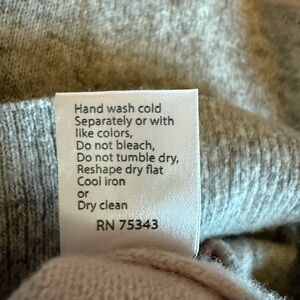 Hand wash cold
Separately or with
like colors,
Do not bleach,
Do not tumble dry,
Reshape dry flat
Cool iron
or
Dry clean
RN 75343